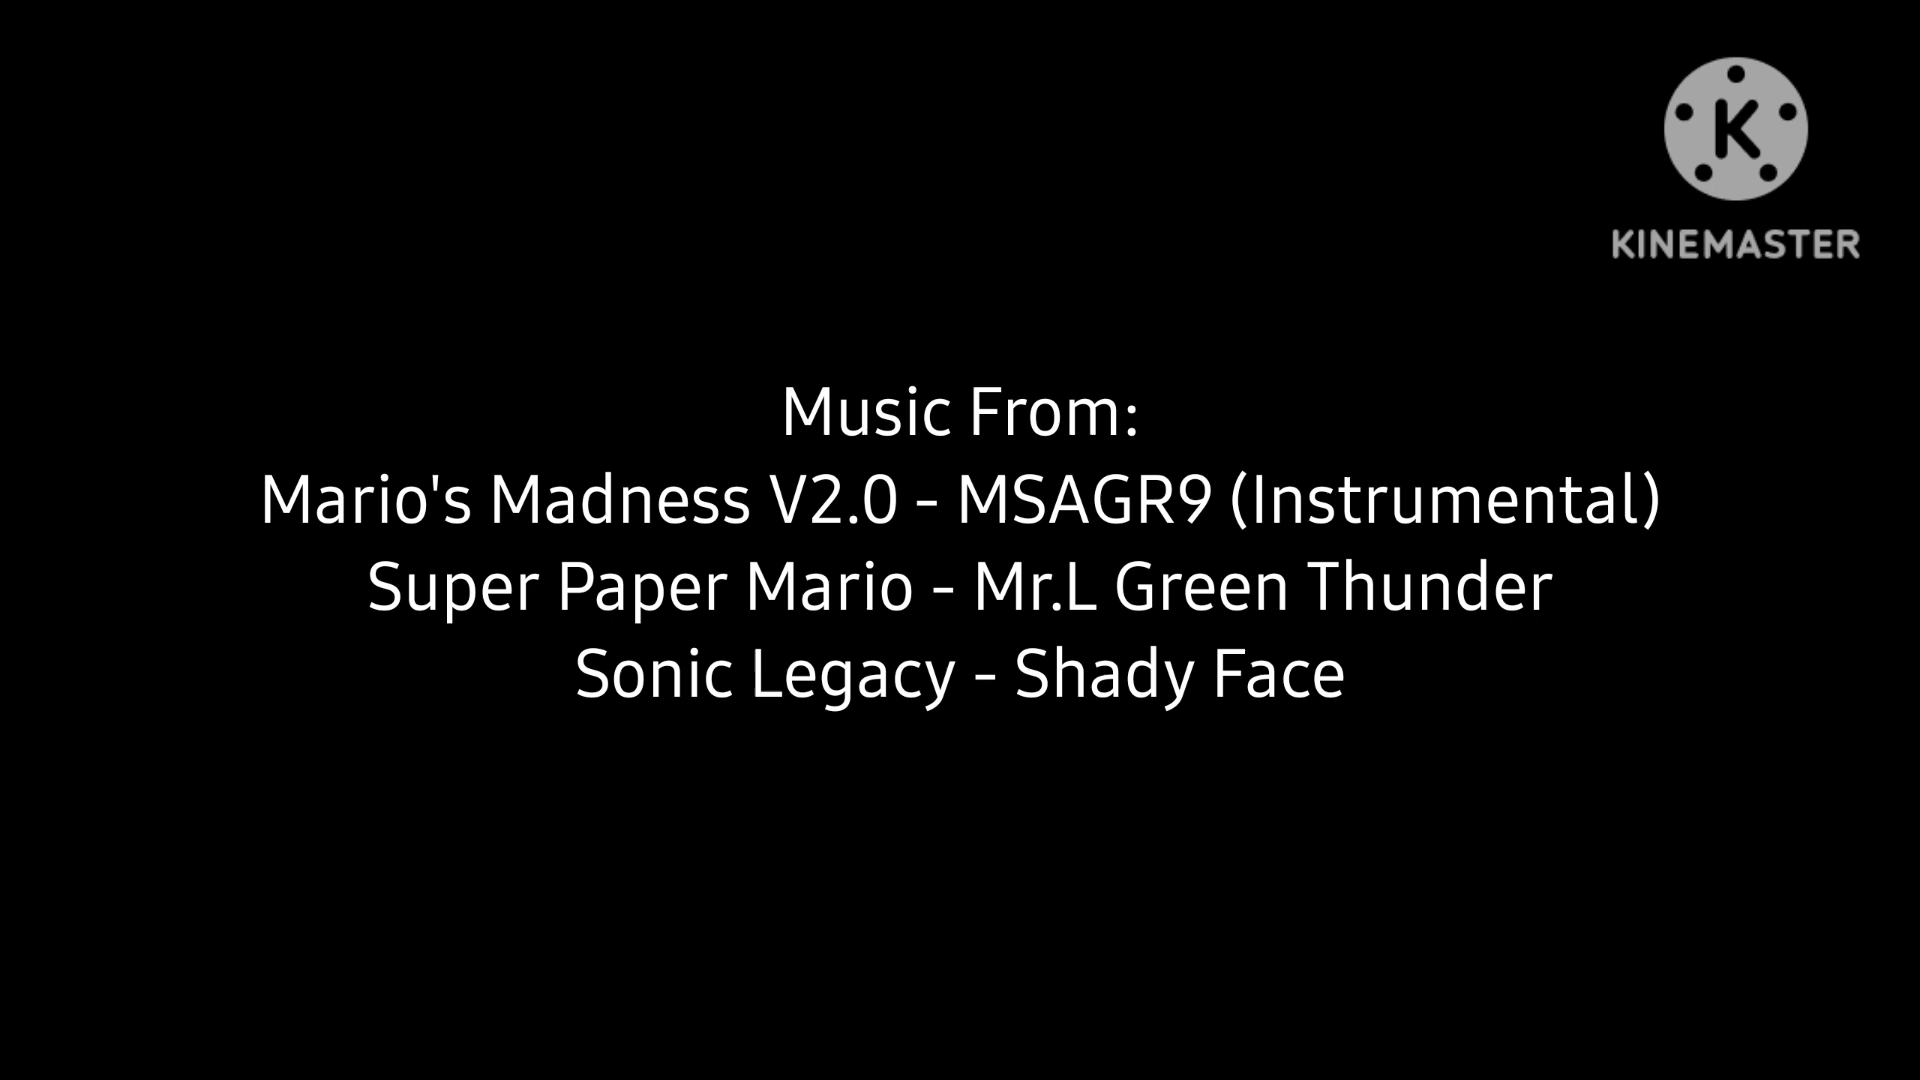 K
KINEMASTER
Music From:
Mario's Madness V2.0 - MSAGR9 (Instrumental)
Super Paper Mario - Mr.L Green Thunder
Sonic Legacy - Shady Face